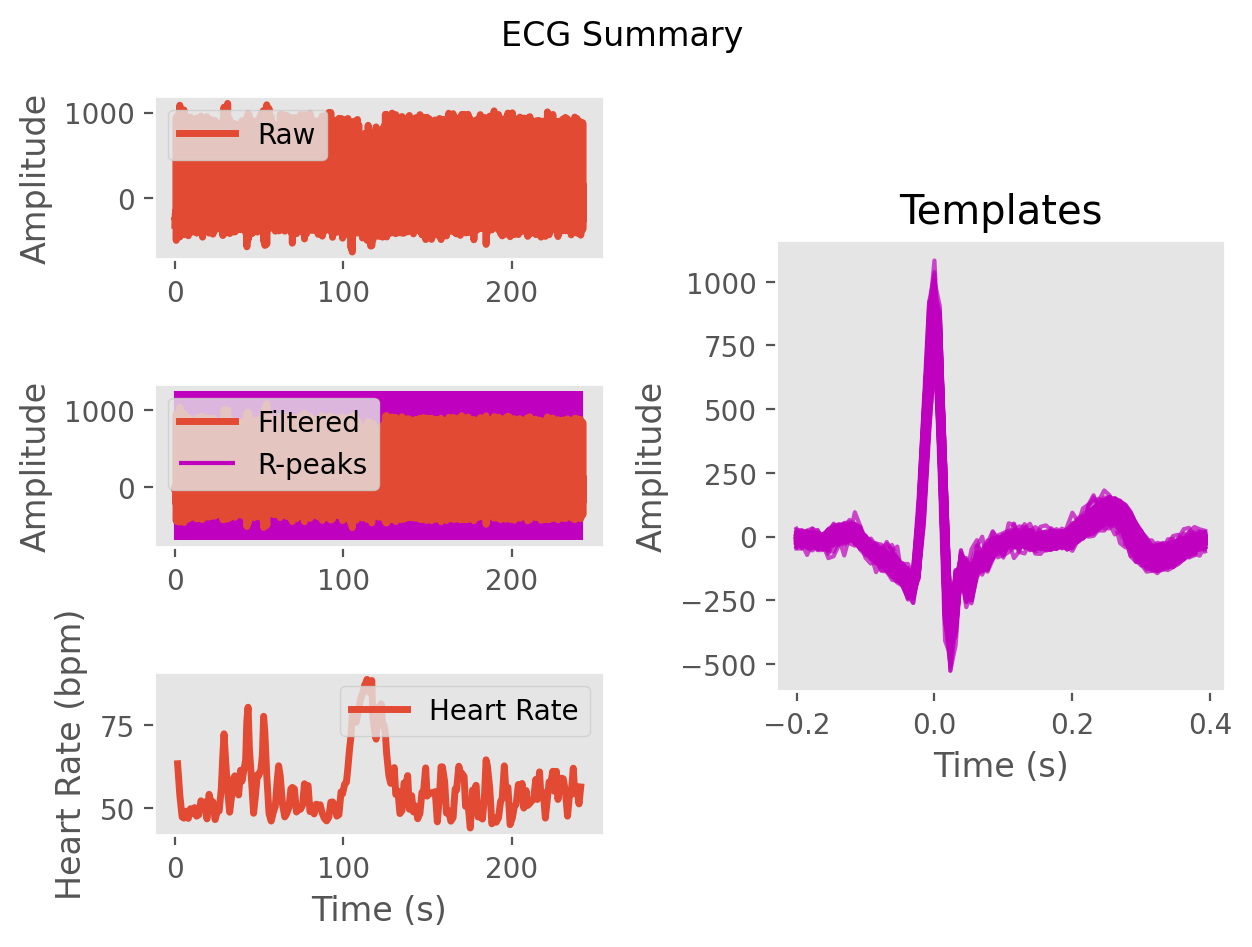 ECG Summary
Amplitude
1000
0
Raw
0 100 200
Amplitude
1000
0
Filtered
R-peaks
0 100 200
Heart Rate (bpm)
75
50
Heart Rate
0 100 200
Time (s)
Templates
Amplitude
1000
750
500
250
0
−250
−500
−0.2 0.0 0.2 0.4
Time (s)